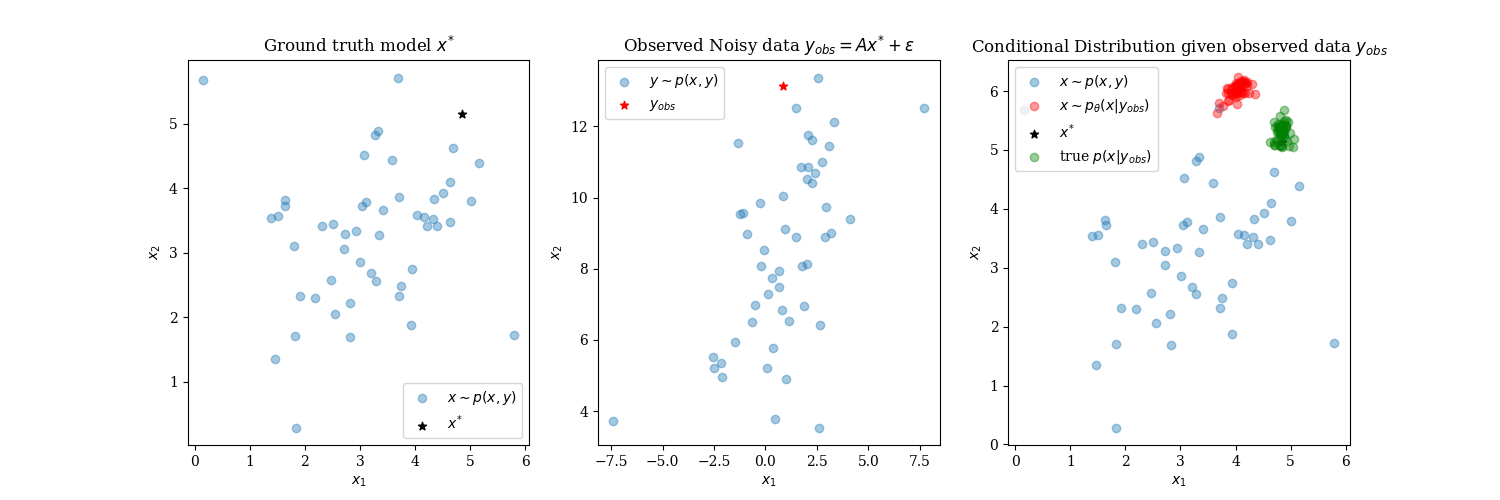 Ground truth model x*
x₂
5
4
3
2
1
x ~ p(x, y)
x*
0 1 2 3 4 5 6
x₁
Observed Noisy data y_obs = Ax* + ε
x₂
12
10
8
6
4
y ~ p(x, y)
y_obs
−7.5 −5.0 −2.5 0.0 2.5 5.0 7.5
x₁
Conditional Distribution given observed data y_obs
x₂
6
5
4
3
2
1
0
x ~ p(x, y)
x ~ p_θ(x|y_obs)
x*
true p(x|y_obs)
0 1 2 3 4 5 6
x₁